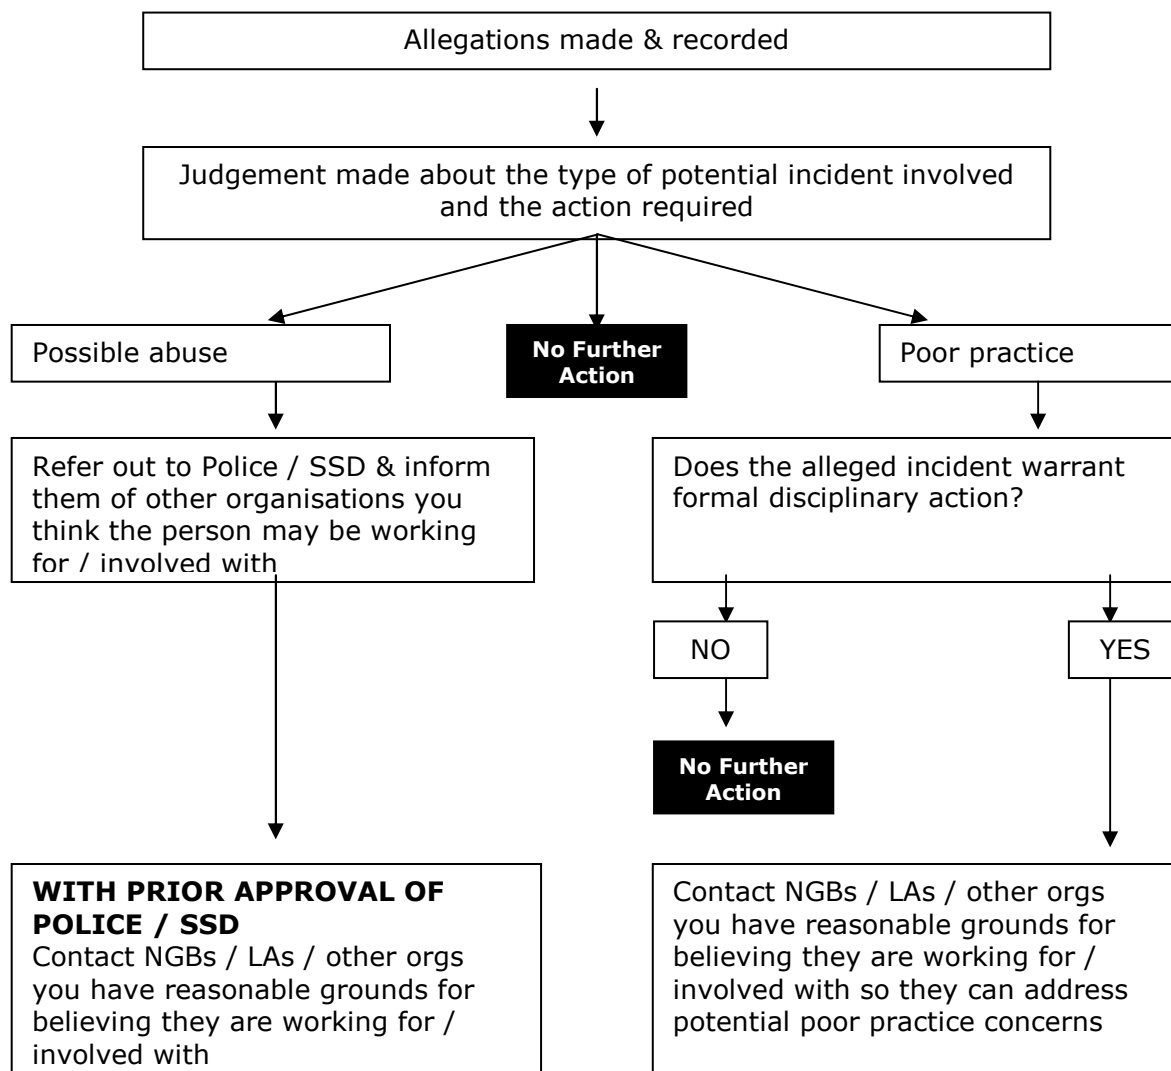 Allegations made & recorded
Judgement made about the type of potential incident involved
and the action required
Possible abuse
No Further
Action
Poor practice
Refer out to Police / SSD & inform
them of other organisations you
think the person may be working
for / involved with
Does the alleged incident warrant
formal disciplinary action?
NO
YES
No Further
Action
WITH PRIOR APPROVAL OF
POLICE / SSD
Contact NGBs / LAs / other orgs
you have reasonable grounds for
believing they are working for /
involved with
Contact NGBs / LAs / other orgs
you have reasonable grounds for
believing they are working for /
involved with so they can address
potential poor practice concerns